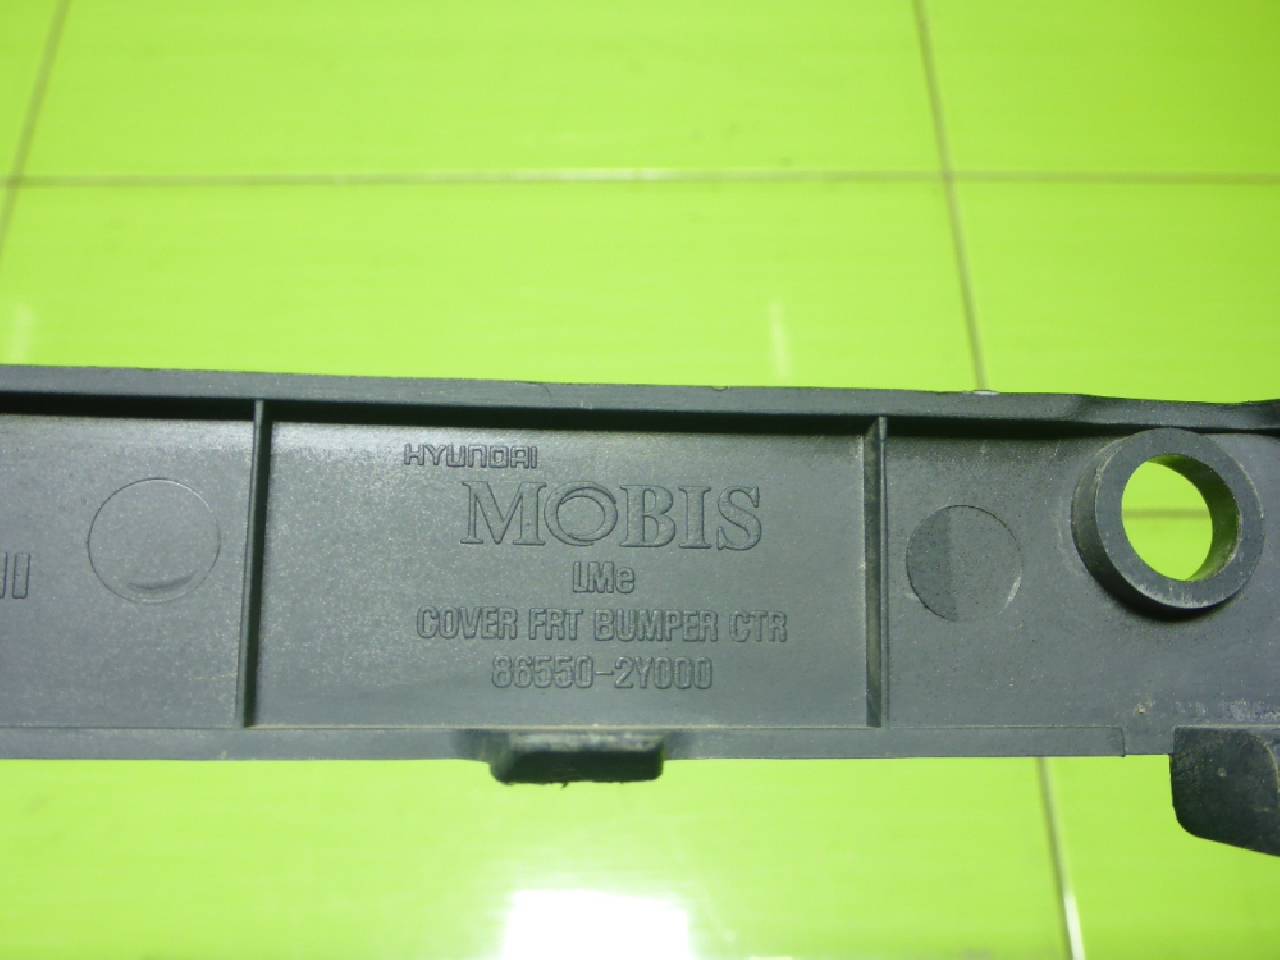 HYUNDAI
MOBIS
LMe
COVER FRT BUMPER CTR
86550-2Y000